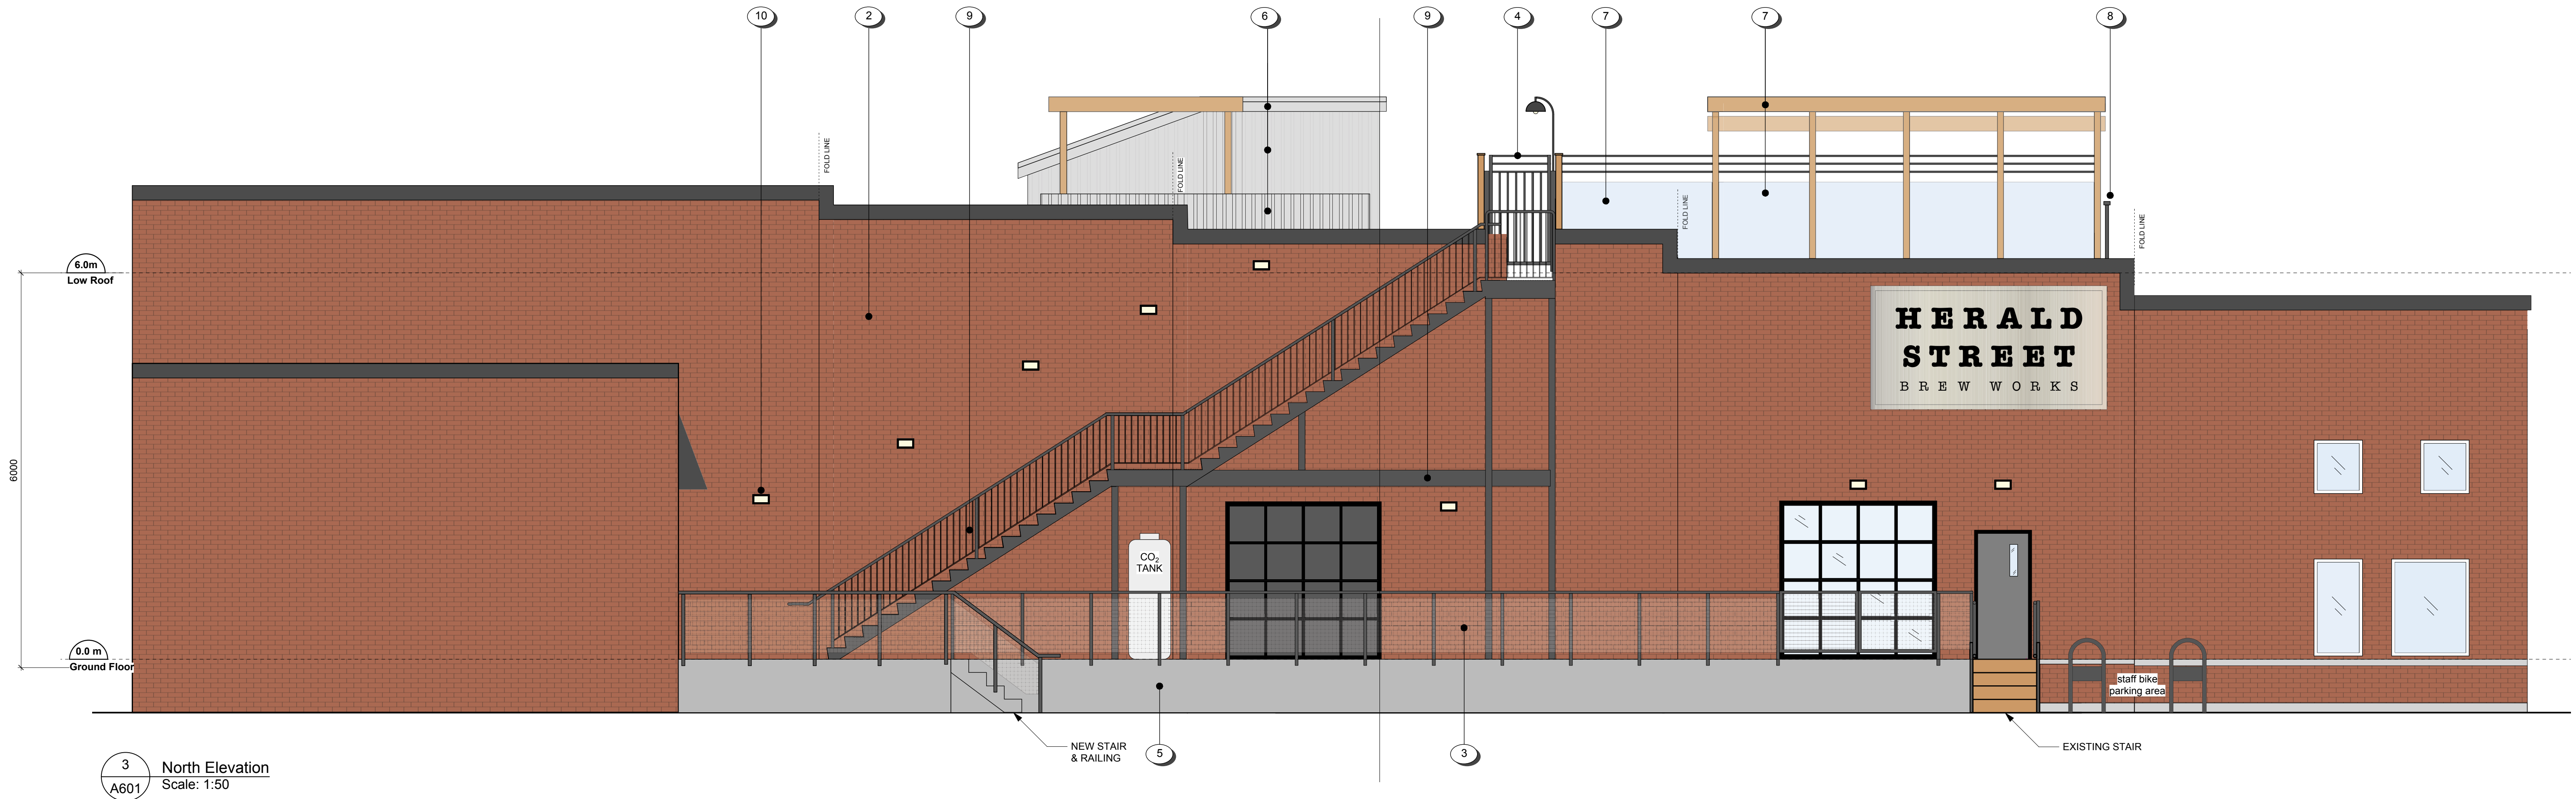 10
2
9
6
9
4
7
7
8
FOLD LINE
FOLD LINE
FOLD LINE
FOLD LINE
6.0m
Low Roof
HERALD
STREET
BREW WORKS
6000
CO2
TANK
0.0 m
Ground Floor
staff bike
parking area
NEW STAIR
& RAILING
5
3
EXISTING STAIR
3
A601
North Elevation
Scale: 1:50